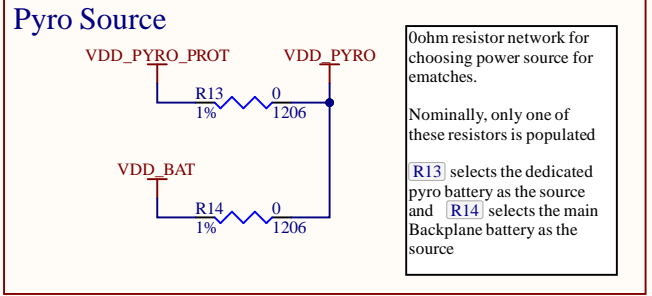 Pyro Source
VDD_PYRO_PROT
VDD_PYRO
R13
0
1%
1206
VDD_BAT
R14
0
1%
1206
0ohm resistor network for
choosing power source for
ematches.
Nominally, only one of
these resistors is populated
R13 selects the dedicated
pyro battery as the source
and R14 selects the main
Backplane battery as the
source